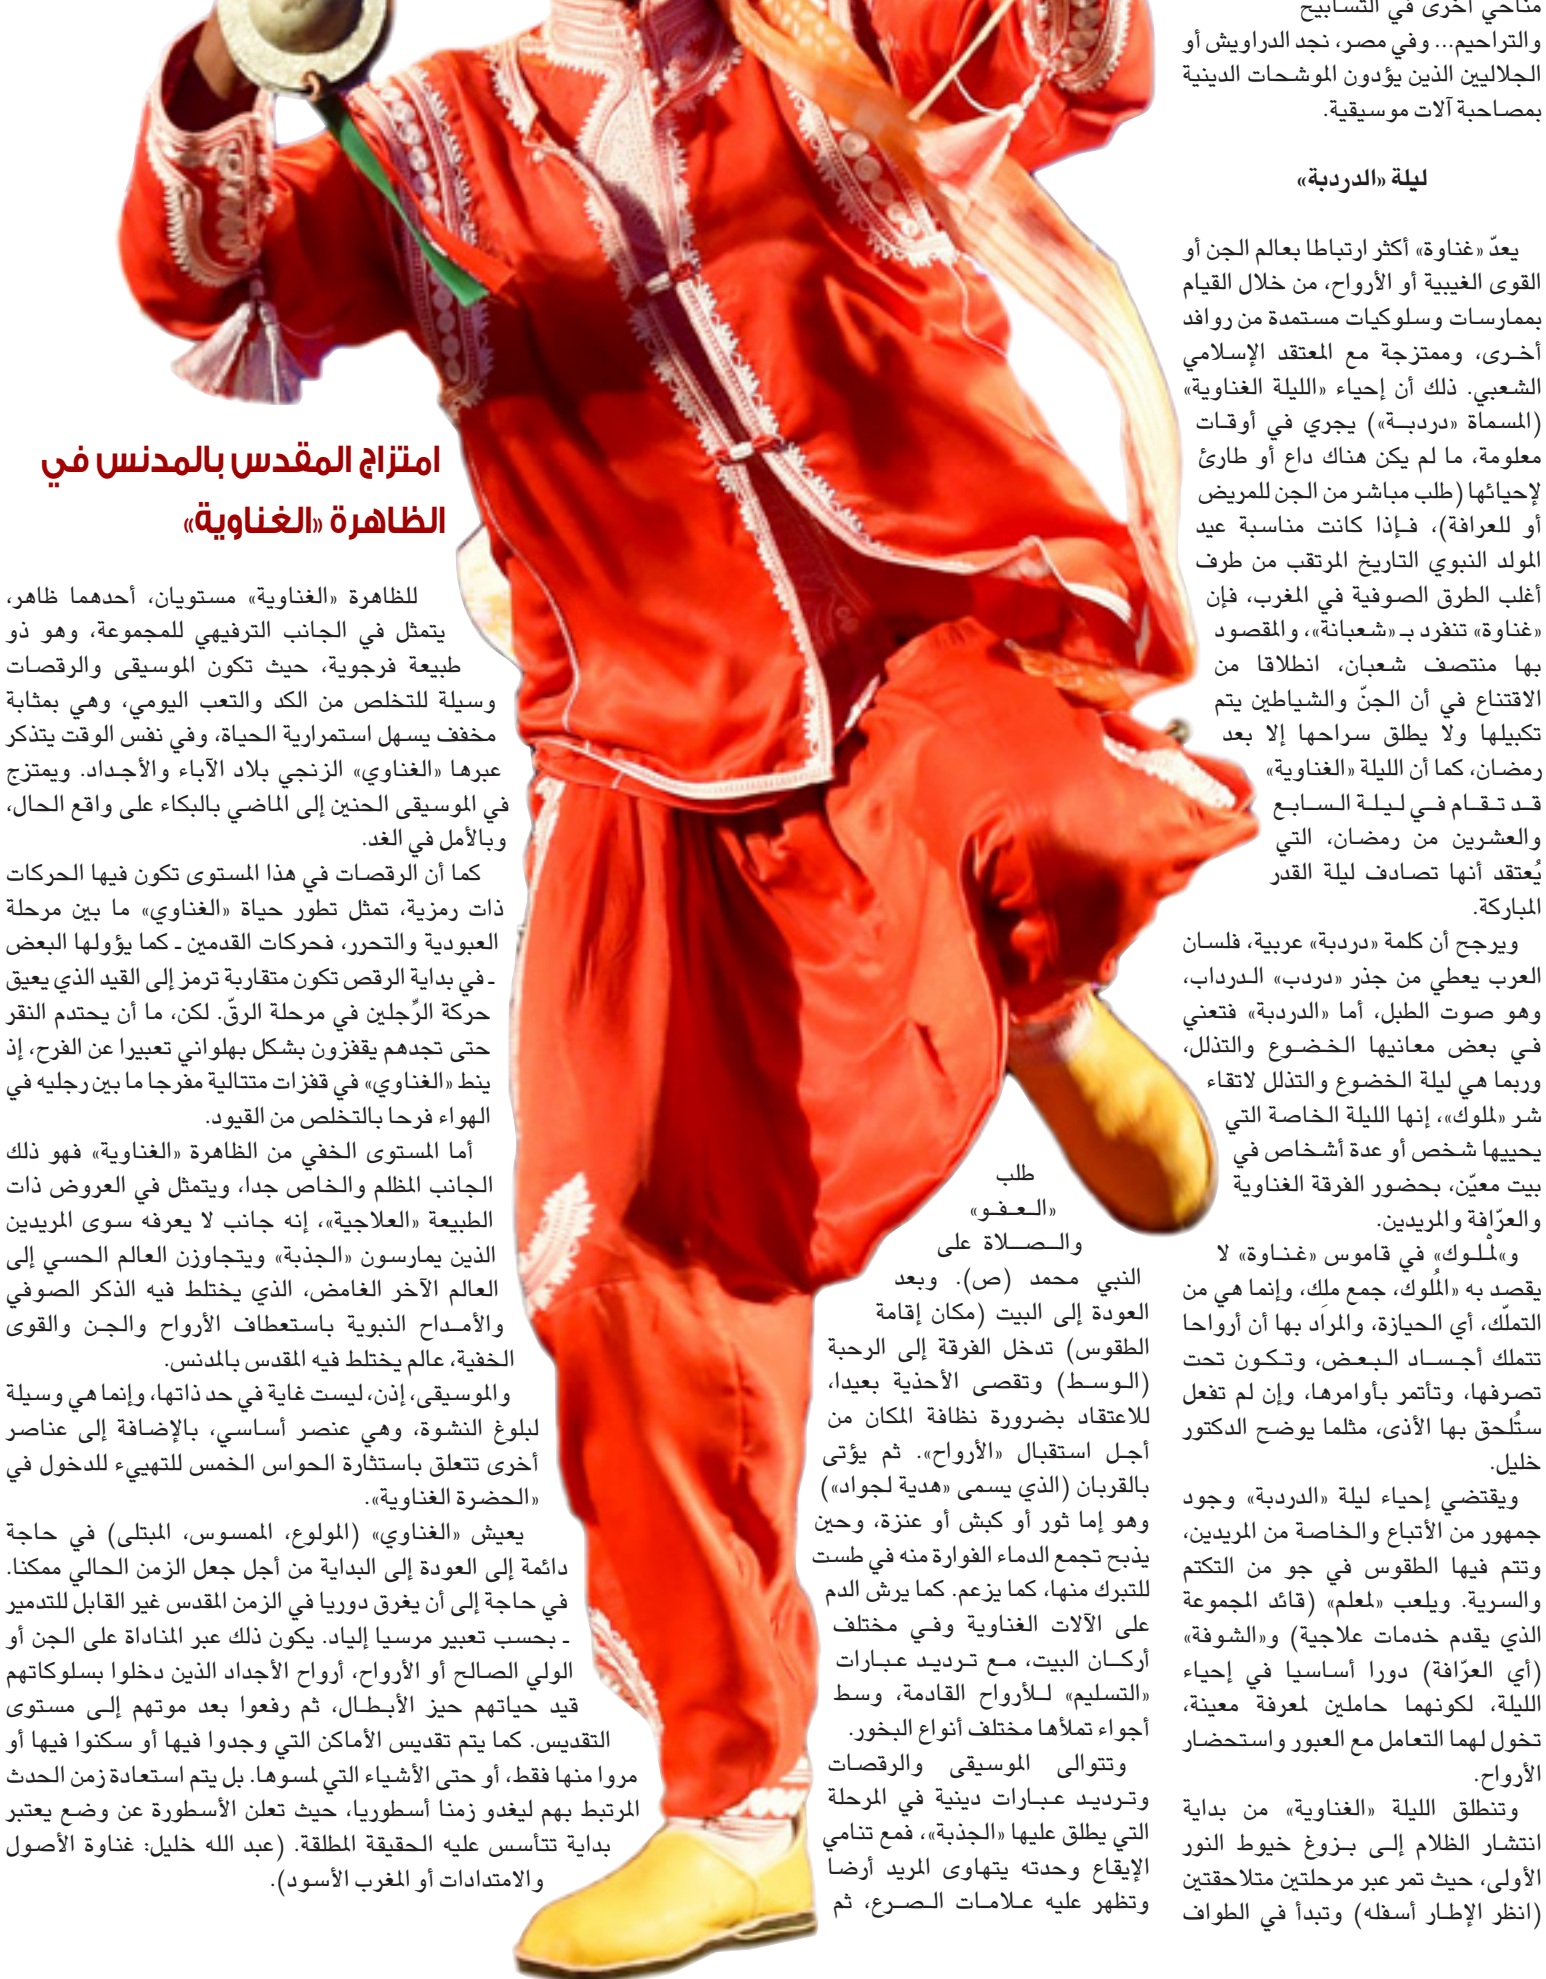 مناحي أخرى في التسابيح
والتراحيم... وفي مصر، نجد الدراويش أو
الجلاليين الذين يؤدون الموشحات الدينية
بمصاحبة آلات موسيقية.
ليلة «الدردبة»
يعدّ «غناوة» أكثر ارتباطا بعالم الجن أو
القوى الغيبية أو الأرواح، من خلال القيام
بممارسات وسلوكيات مستمدة من روافد
أخرى، وممتزجة مع المعتقد الإسلامي
الشعبي. ذلك أن إحياء «الليلة الغناوية»
(المسماة «دردبة») يجري في أوقات
معلومة، ما لم يكن هناك داع أو طارئ
لإحيائها (طلب مباشر من الجن للمريض
أو للعرافة)، فإذا كانت مناسبة عيد
المولد النبوي التاريخ المرتقب من طرف
أغلب الطرق الصوفية في المغرب، فإن
«غناوة» تنفرد بـ«شعبانة»، والمقصود
بها منتصف شعبان، انطلاقا من
الاقتناع في أن الجنّ والشياطين يتم
تكبيلها ولا يطلق سراحها إلا بعد
رمضان، كما أن الليلة «الغناوية»
قد تقام في ليلة السابع
والعشرين من رمضان، التي
يُعتقد أنها تصادف ليلة القدر
المباركة.
ويرجح أن كلمة «دردبة» عربية، فلسان
العرب يعطي من جذر «دردب» الدرداب،
وهو صوت الطبل، أما «الدردبة» فتعني
في بعض معانيها الخضوع والتذلل،
وربما هي ليلة الخضوع والتذلل لاتقاء
شر «لملوك»، إنها الليلة الخاصة التي
يحييها شخص أو عدة أشخاص في
بيت معيّن، بحضور الفرقة الغناوية
والعرّافة والمريدين.
و»لمْلوك» في قاموس «غناوة» لا
يقصد به «المُلوك، جمع ملِك، وإنما هي من
التملّك، أي الحيازة، والمرَاد بها أن أرواحا
تتملك أجساد البعض، وتكون تحت
تصرفها، وتأتمر بأوامرها، وإن لم تفعل
ستُلحق بها الأذى، مثلما يوضح الدكتور
خليل.
ويقتضي إحياء ليلة «الدردبة» وجود
جمهور من الأتباع والخاصة من المريدين،
وتتم فيها الطقوس في جو من التكتم
والسرية. ويلعب «لمعلم» (قائد المجموعة
الذي يقدم خدمات علاجية) و«الشوفة»
(أي العرّافة) دورا أساسيا في إحياء
الليلة، لكونهما حاملين لمعرفة معينة،
تخول لهما التعامل مع العبور واستحضار
الأرواح.
وتنطلق الليلة «الغناوية» من بداية
انتشار الظلام إلى بزوغ خيوط النور
الأولى، حيث تمر عبر مرحلتين متلاحقتين
(انظر الإطار أسفله) وتبدأ في الطواف
طلب
«العفو»
والصلاة على
النبي محمد (ص). وبعد
العودة إلى البيت (مكان إقامة
الطقوس) تدخل الفرقة إلى الرحبة
(الوسط) وتقصى الأحذية بعيدا،
للاعتقاد بضرورة نظافة المكان من
أجل استقبال «الأرواح». ثم يؤتى
بالقربان (الذي يسمى «هدية لجواد»)
وهو إما ثور أو كبش أو عنزة، وحين
يذبح تجمع الدماء الفوارة منه في طست
للتبرك منها، كما يزعم. كما يرش الدم
على الآلات الغناوية وفي مختلف
أركان البيت، مع ترديد عبارات
«التسليم» للأرواح القادمة، وسط
أجواء تملأها مختلف أنواع البخور.
وتتوالى الموسيقى والرقصات
وترديد عبارات دينية في المرحلة
التي يطلق عليها «الجذبة»، فمع تنامي
الإيقاع وحدته يتهاوى المريد أرضا
وتظهر عليه علامات الصرع، ثم
امتزاج المقدس بالمدنس في
الظاهرة «الغناوية»
للظاهرة «الغناوية» مستويان، أحدهما ظاهر،
يتمثل في الجانب الترفيهي للمجموعة، وهو ذو
طبيعة فرجوية، حيث تكون الموسيقى والرقصات
وسيلة للتخلص من الكد والتعب اليومي، وهي بمثابة
مخفف يسهل استمرارية الحياة، وفي نفس الوقت يتذكر
عبرها «الغناوي» الزنجي بلاد الآباء والأجداد. ويمتزج
في الموسيقى الحنين إلى الماضي بالبكاء على واقع الحال،
وبالأمل في الغد.
كما أن الرقصات في هذا المستوى تكون فيها الحركات
ذات رمزية، تمثل تطور حياة «الغناوي» ما بين مرحلة
العبودية والتحرر، فحركات القدمين ـ كما يؤولها البعض
ـ في بداية الرقص تكون متقاربة ترمز إلى القيد الذي يعيق
حركة الرِّجلين في مرحلة الرقّ. لكن، ما أن يحتدم النقر
حتى تجدهم يقفزون بشكل بهلواني تعبيرا عن الفرح، إذ
ينط «الغناوي» في قفزات متتالية مفرجا ما بين رجليه في
الهواء فرحا بالتخلص من القيود.
أما المستوى الخفي من الظاهرة «الغناوية» فهو ذلك
الجانب المظلم والخاص جدا، ويتمثل في العروض ذات
الطبيعة «العلاجية»، إنه جانب لا يعرفه سوى المريدين
الذين يمارسون «الجذبة» ويتجاوزن العالم الحسي إلى
العالم الآخر الغامض، الذي يختلط فيه الذكر الصوفي
والأمداح النبوية باستعطاف الأرواح والجن والقوى
الخفية، عالم يختلط فيه المقدس بالمدنس.
والموسيقى، إذن، ليست غاية في حد ذاتها، وإنما هي وسيلة
لبلوغ النشوة، وهي عنصر أساسي، بالإضافة إلى عناصر
أخرى تتعلق باستثارة الحواس الخمس للتهييء للدخول في
«الحضرة الغناوية».
يعيش «الغناوي» (المولوع، الممسوس، المبتلى) في حاجة
دائمة إلى العودة إلى البداية من أجل جعل الزمن الحالي ممكنا.
في حاجة إلى أن يغرق دوريا في الزمن المقدس غير القابل للتدمير
ـ بحسب تعبير مرسيا إلياد. يكون ذلك عبر المناداة على الجن أو
الولي الصالح أو الأرواح، أرواح الأجداد الذين دخلوا بسلوكاتهم
قيد حياتهم حيز الأبطال، ثم رفعوا بعد موتهم إلى مستوى
التقديس. كما يتم تقديس الأماكن التي وجدوا فيها أو سكنوا فيها أو
مروا منها فقط، أو حتى الأشياء التي لمسوها. بل يتم استعادة زمن الحدث
المرتبط بهم ليغدو زمنا أسطوريا، حيث تعلن الأسطورة عن وضع يعتبر
بداية تتأسس عليه الحقيقة المطلقة. (عبد الله خليل: غناوة الأصول
والامتدادات أو المغرب الأسود).